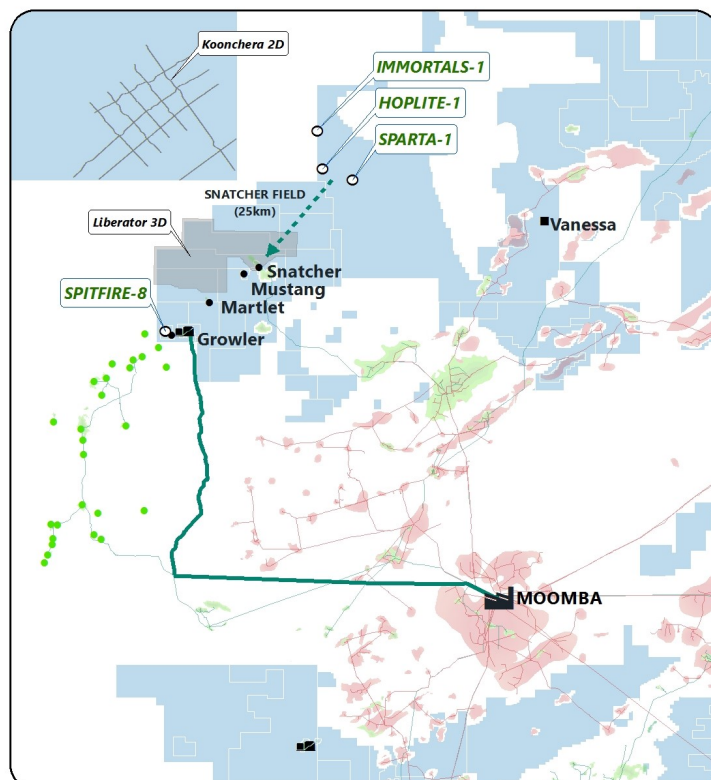 Koonchera 2D
IMMORTALS-1
HOPLITE-1
SPARTA-1
SNATCHER FIELD
(25km)
Liberator 3D
Vanessa
Snatcher
Mustang
Martlet
SPITFIRE-8
Growler
MOOMBA